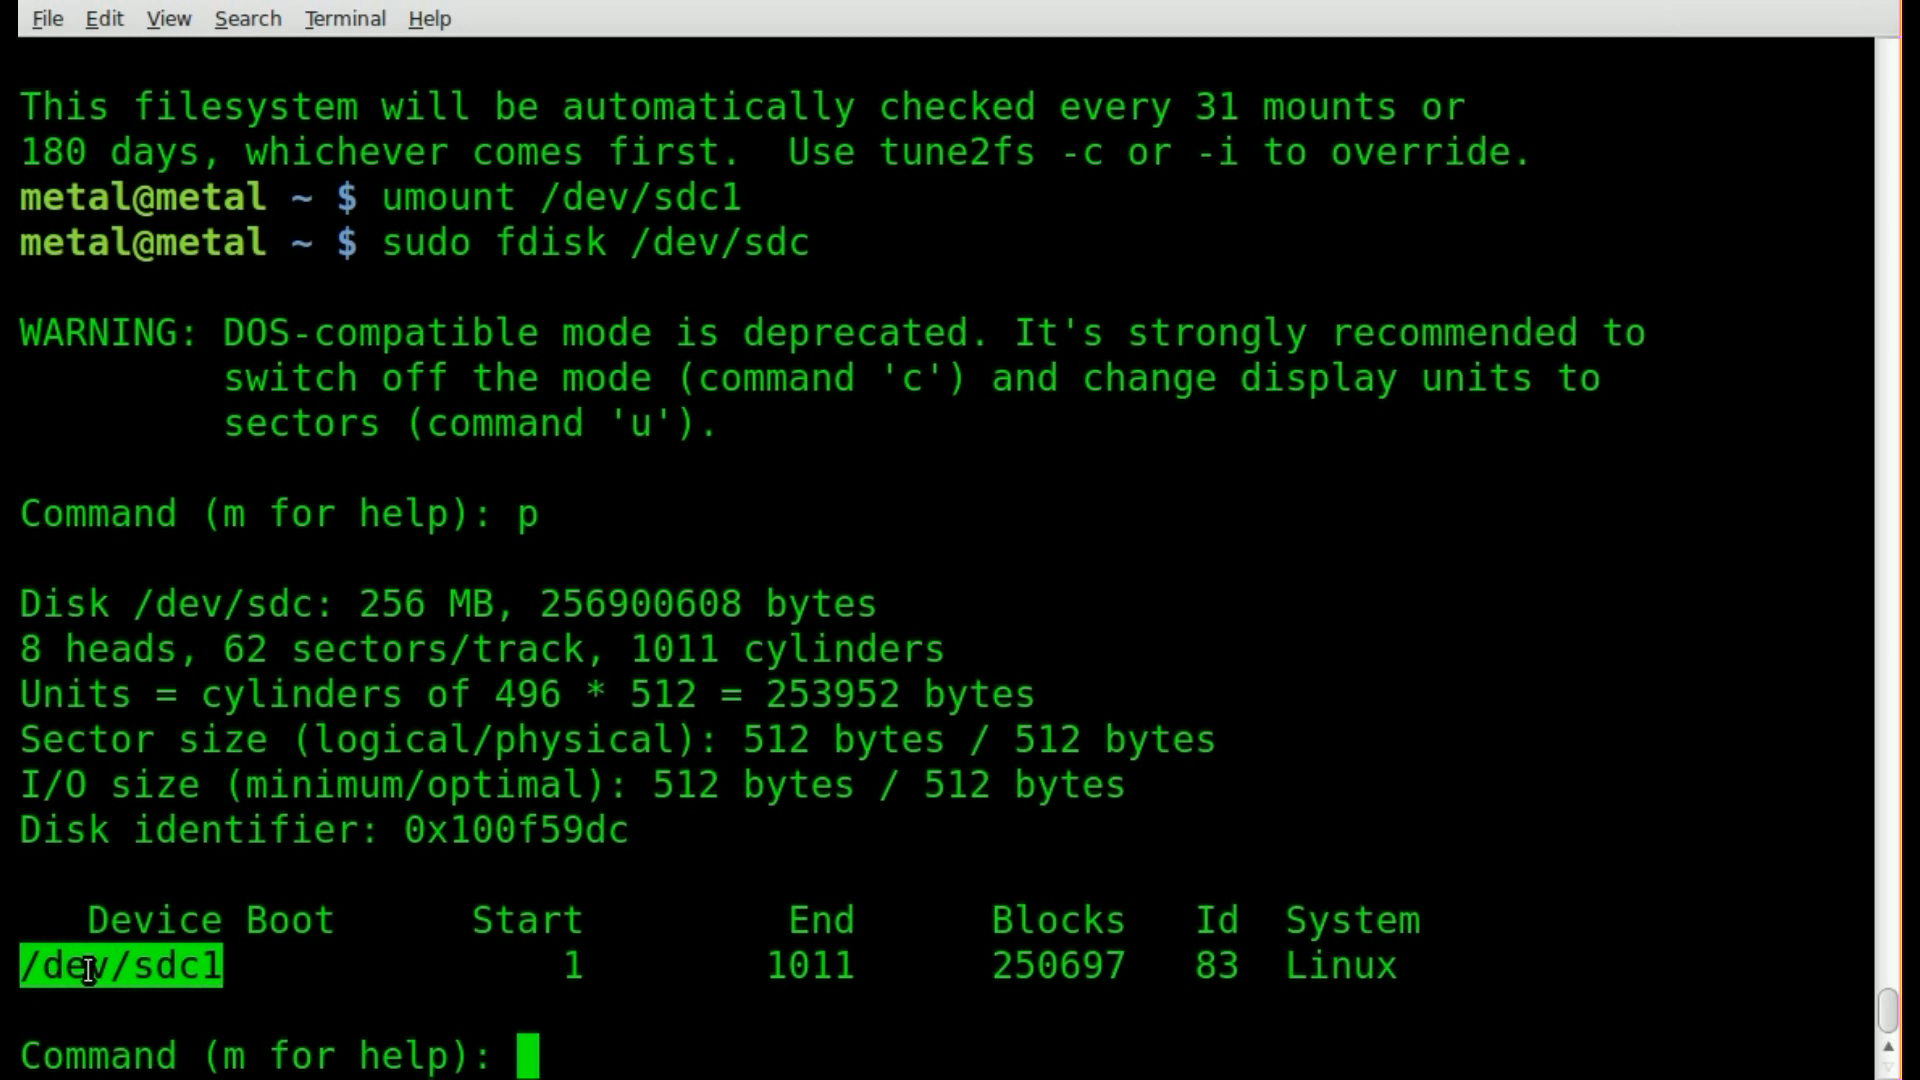 File Edit View Search Terminal Help
This filesystem will be automatically checked every 31 mounts or
180 days, whichever comes first.  Use tune2fs -c or -i to override.
metal@metal ~ $ umount /dev/sdc1
metal@metal ~ $ sudo fdisk /dev/sdc
WARNING: DOS-compatible mode is deprecated. It's strongly recommended to
switch off the mode (command 'c') and change display units to
sectors (command 'u').
Command (m for help): p
Disk /dev/sdc: 256 MB, 256900608 bytes
8 heads, 62 sectors/track, 1011 cylinders
Units = cylinders of 496 * 512 = 253952 bytes
Sector size (logical/physical): 512 bytes / 512 bytes
I/O size (minimum/optimal): 512 bytes / 512 bytes
Disk identifier: 0x100f59dc
Device Boot Start End Blocks Id System
/dev/sdc1 1 1011 250697 83 Linux
Command (m for help):